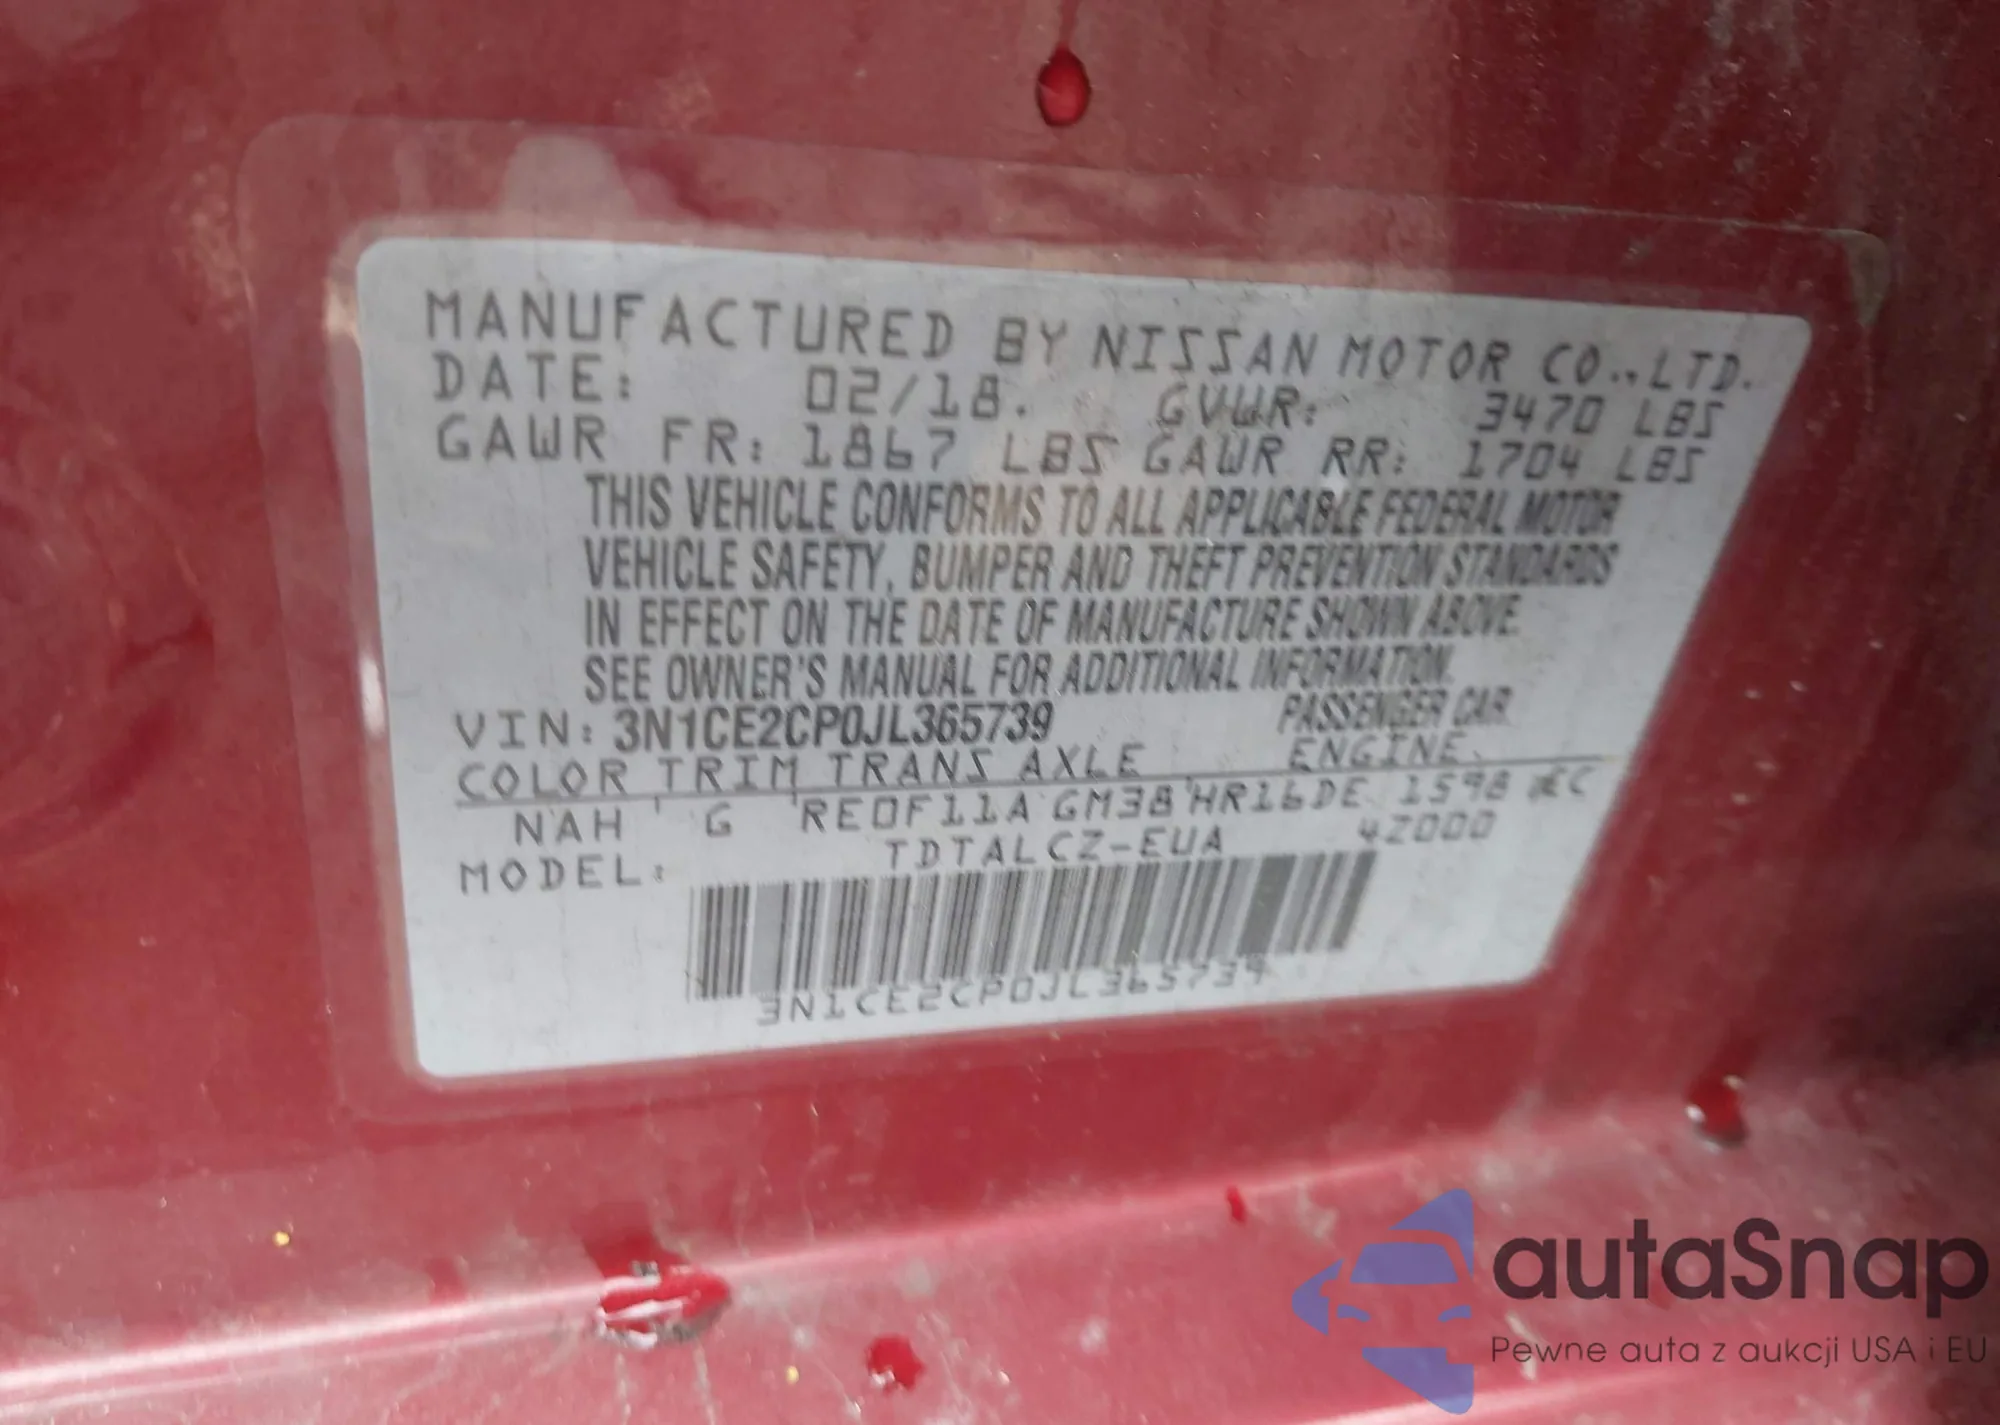 MANUFACTURED BY NISSAN MOTOR CO.,LTD.
DATE: 02/18. GVWR: 3470 LBS
GAWR FR: 1867 LBS GAWR RR: 1704 LBS
THIS VEHICLE CONFORMS TO ALL APPLICABLE FEDERAL MOTOR
VEHICLE SAFETY, BUMPER AND THEFT PREVENTION STANDARDS
IN EFFECT ON THE DATE OF MANUFACTURE SHOWN ABOVE.
SEE OWNER'S MANUAL FOR ADDITIONAL INFORMATION.
VIN: 3N1CE2CP0JL365739 PASSENGER CAR
COLOR TRIM TRANS AXLE ENGINE
NAH G RE0F11A GM38 HR16DE 1598
MODEL: TDTALCZ-EUA 42000
3N1CE2CP0JL365739
autaSnap
Pewne auta z aukcji USA i EU